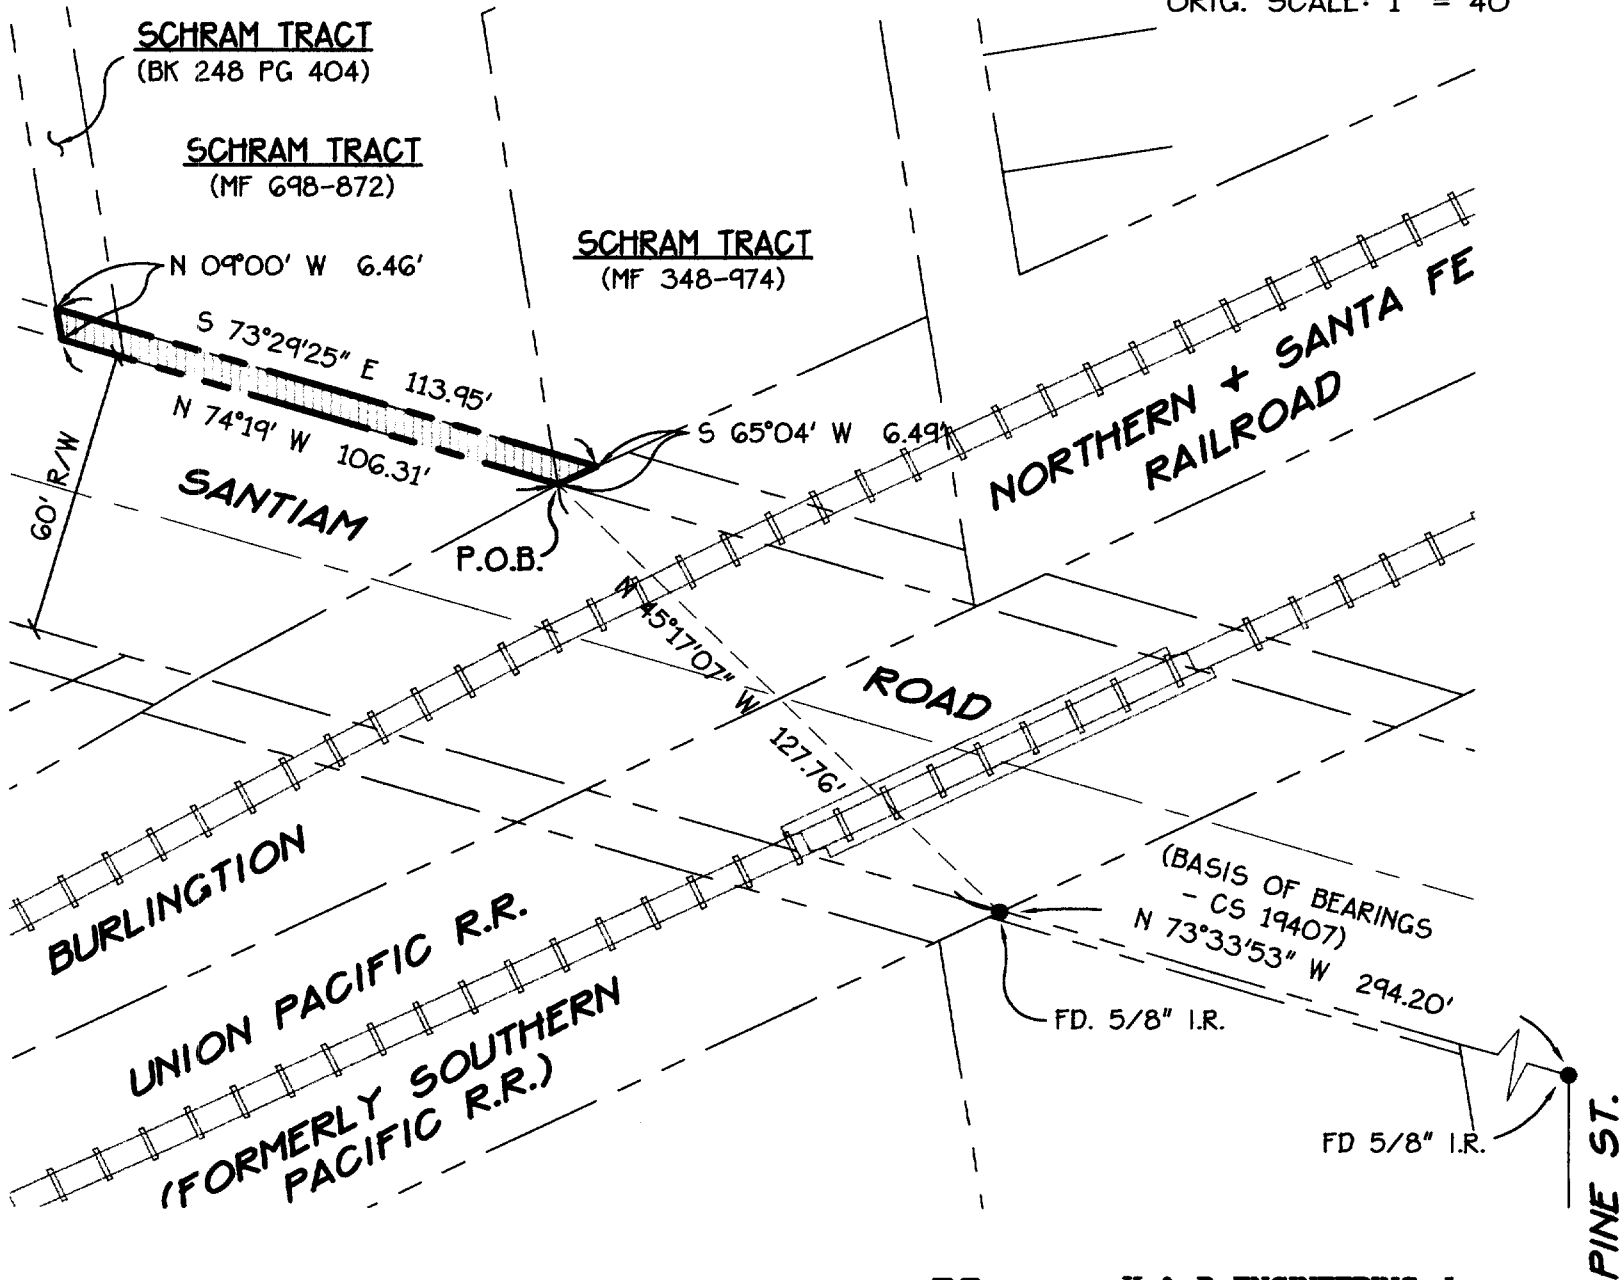 ORIG. SCALE: 1" = 40'
SCHRAM TRACT
(BK 248 PG 404)
SCHRAM TRACT
(MF 698-872)
SCHRAM TRACT
(MF 348-974)
N 09°00' W 6.46'
S 73°29'25" E 113.95'
N 74°19' W 106.31'
S 65°04' W 6.49'
60' R/W
SANTIAM
P.O.B.
NORTHERN + SANTA FE
RAILROAD
N 45°17'07" W 127.76'
ROAD
BURLINGTION
UNION PACIFIC R.R.
(FORMERLY SOUTHERN
PACIFIC R.R.)
(BASIS OF BEARINGS
- CS 19407)
N 73°33'53" W 294.20'
FD. 5/8" I.R.
FD 5/8" I.R.
PINE ST.
ENGINEERING